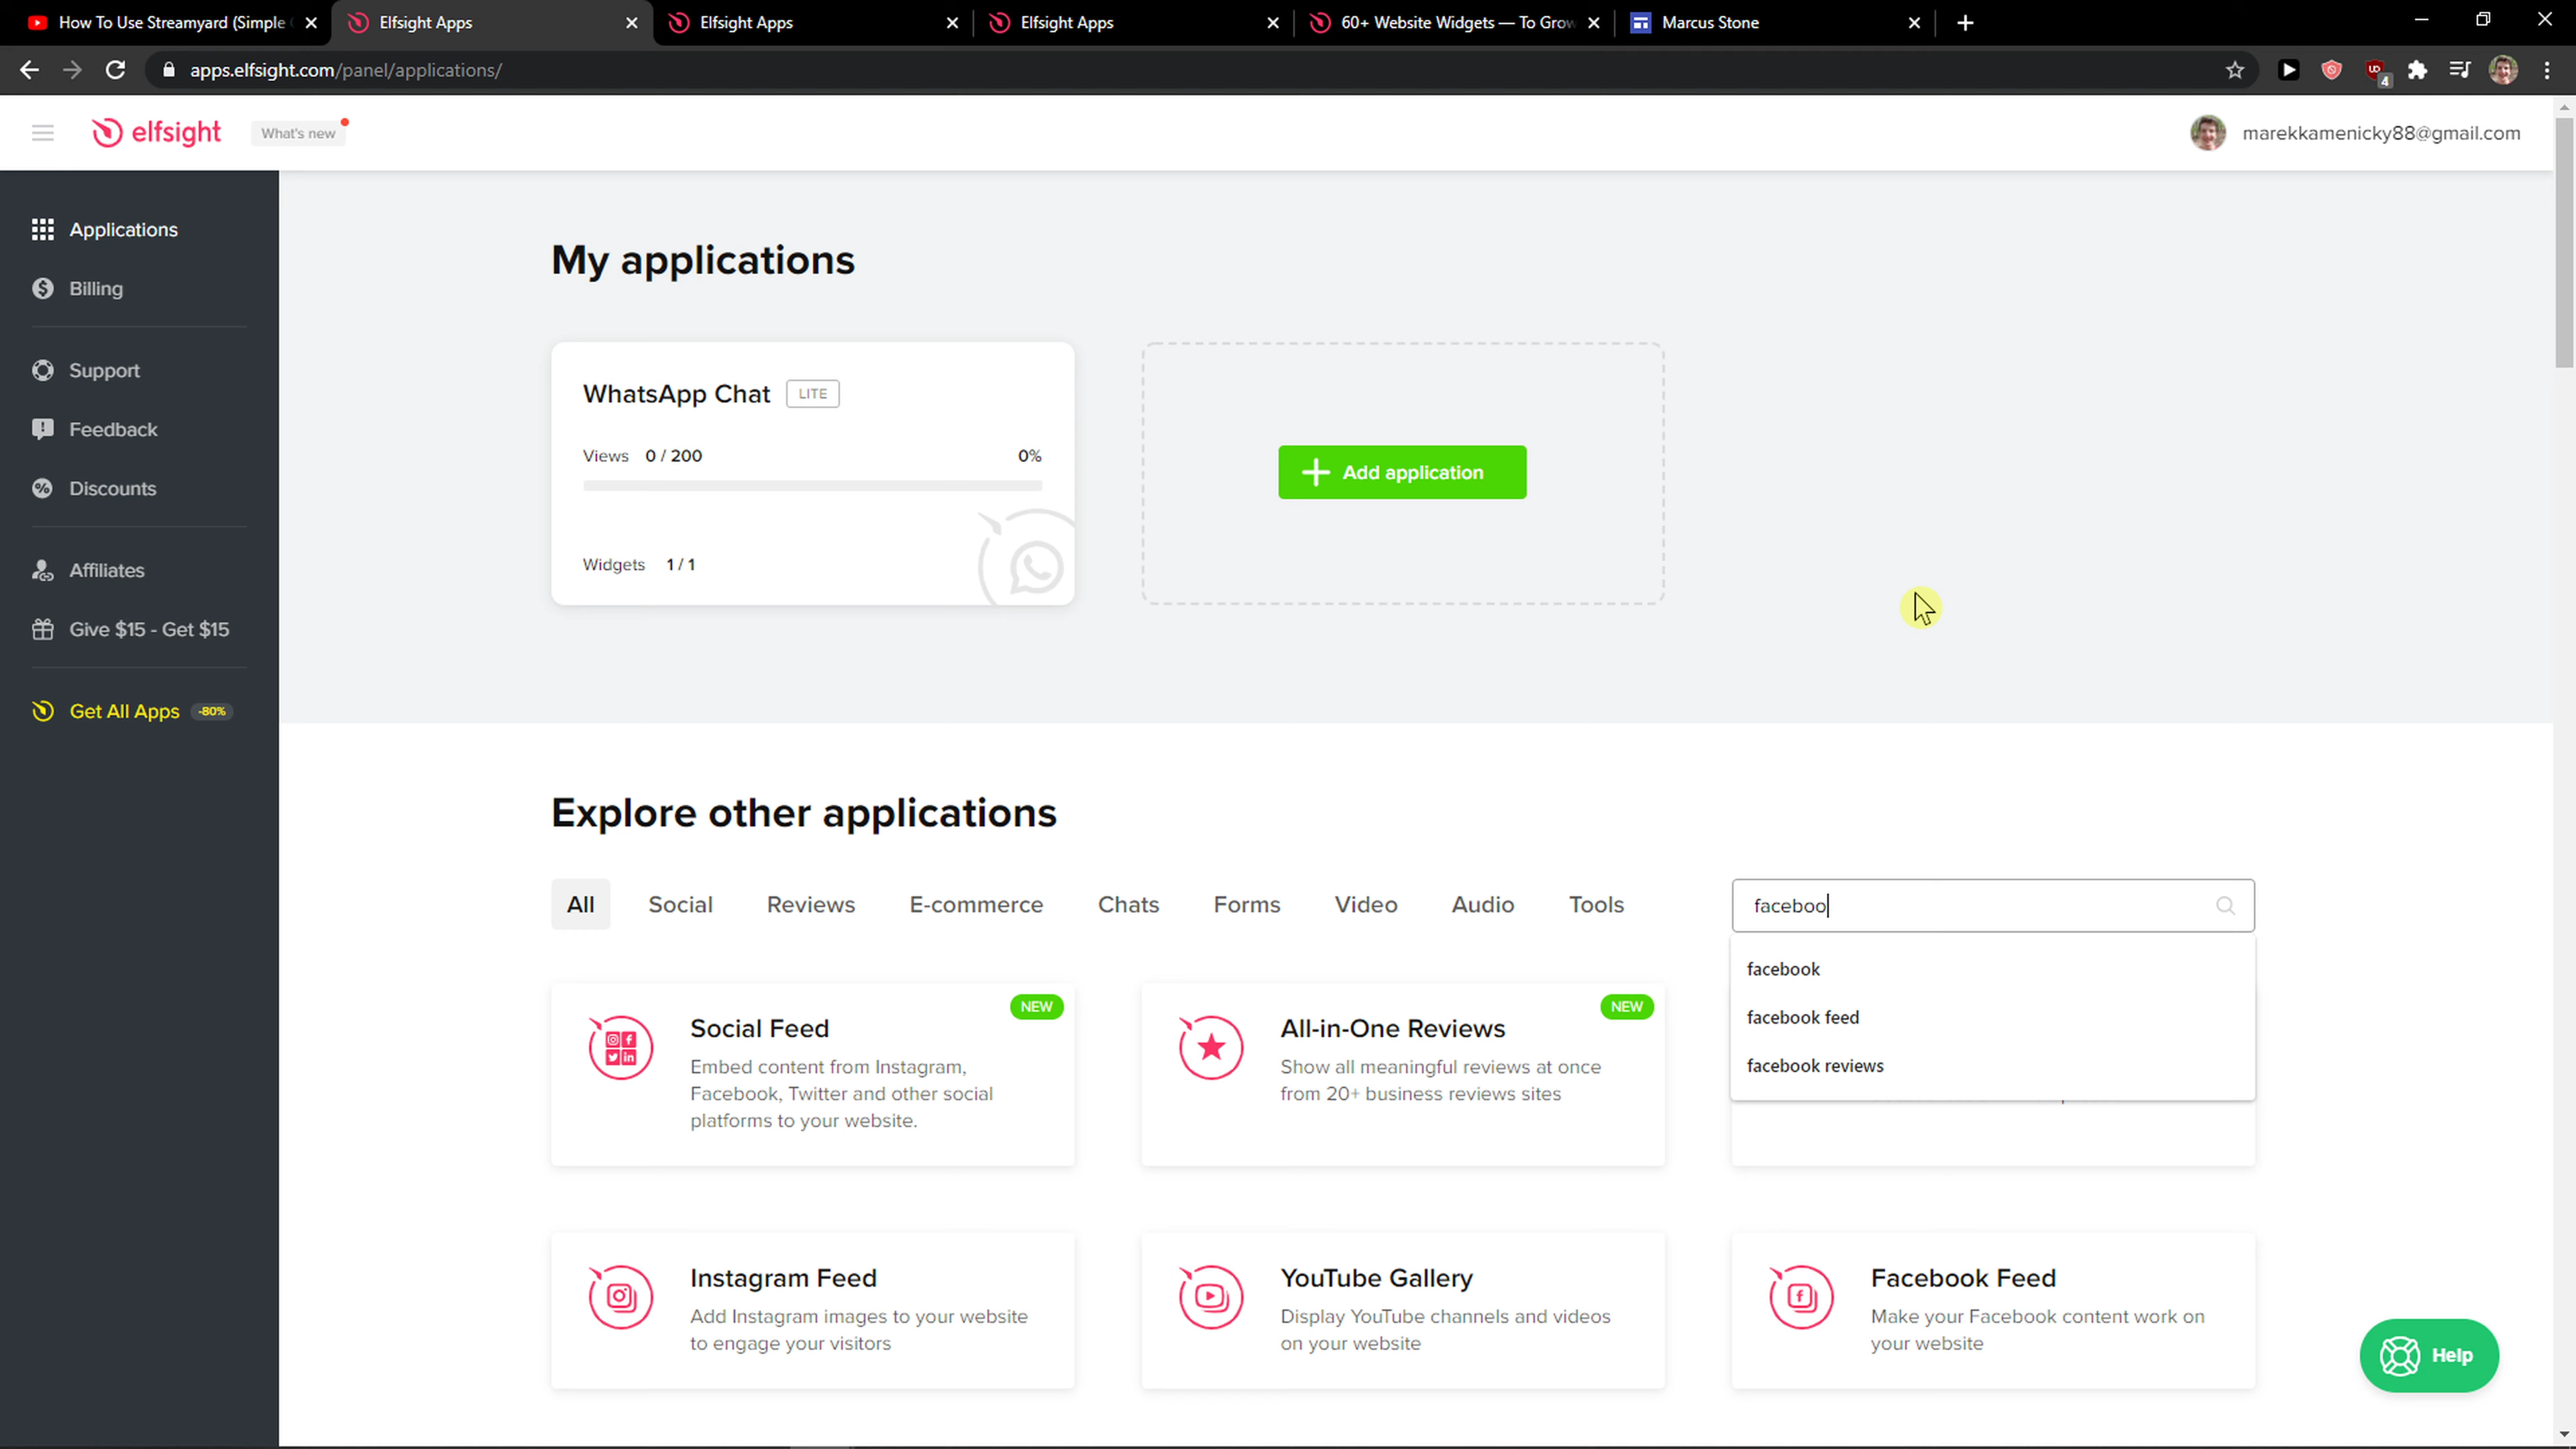 How To Use Streamyard (Simple
Elfsight Apps
Elfsight Apps
Elfsight Apps
60+ Website Widgets — To Grow
Marcus Stone
apps.elfsight.com/panel/applications/
4
elfsight
What's new
marekkamenicky88@gmail.com
Applications
Billing
Support
Feedback
Discounts
Affiliates
Give $15 - Get $15
Get All Apps -80%
My applications
WhatsApp Chat LITE
Views 0 / 200 0%
Widgets 1 / 1
Add application
Explore other applications
All Social Reviews E-commerce Chats Forms Video Audio Tools
faceboo
facebook
facebook feed
facebook reviews
NEW
Social Feed
Embed content from Instagram,
Facebook, Twitter and other social
platforms to your website.
NEW
All-in-One Reviews
Show all meaningful reviews at once
from 20+ business reviews sites
Instagram Feed
Add Instagram images to your website
to engage your visitors
YouTube Gallery
Display YouTube channels and videos
on your website
Facebook Feed
Make your Facebook content work on
your website
Help